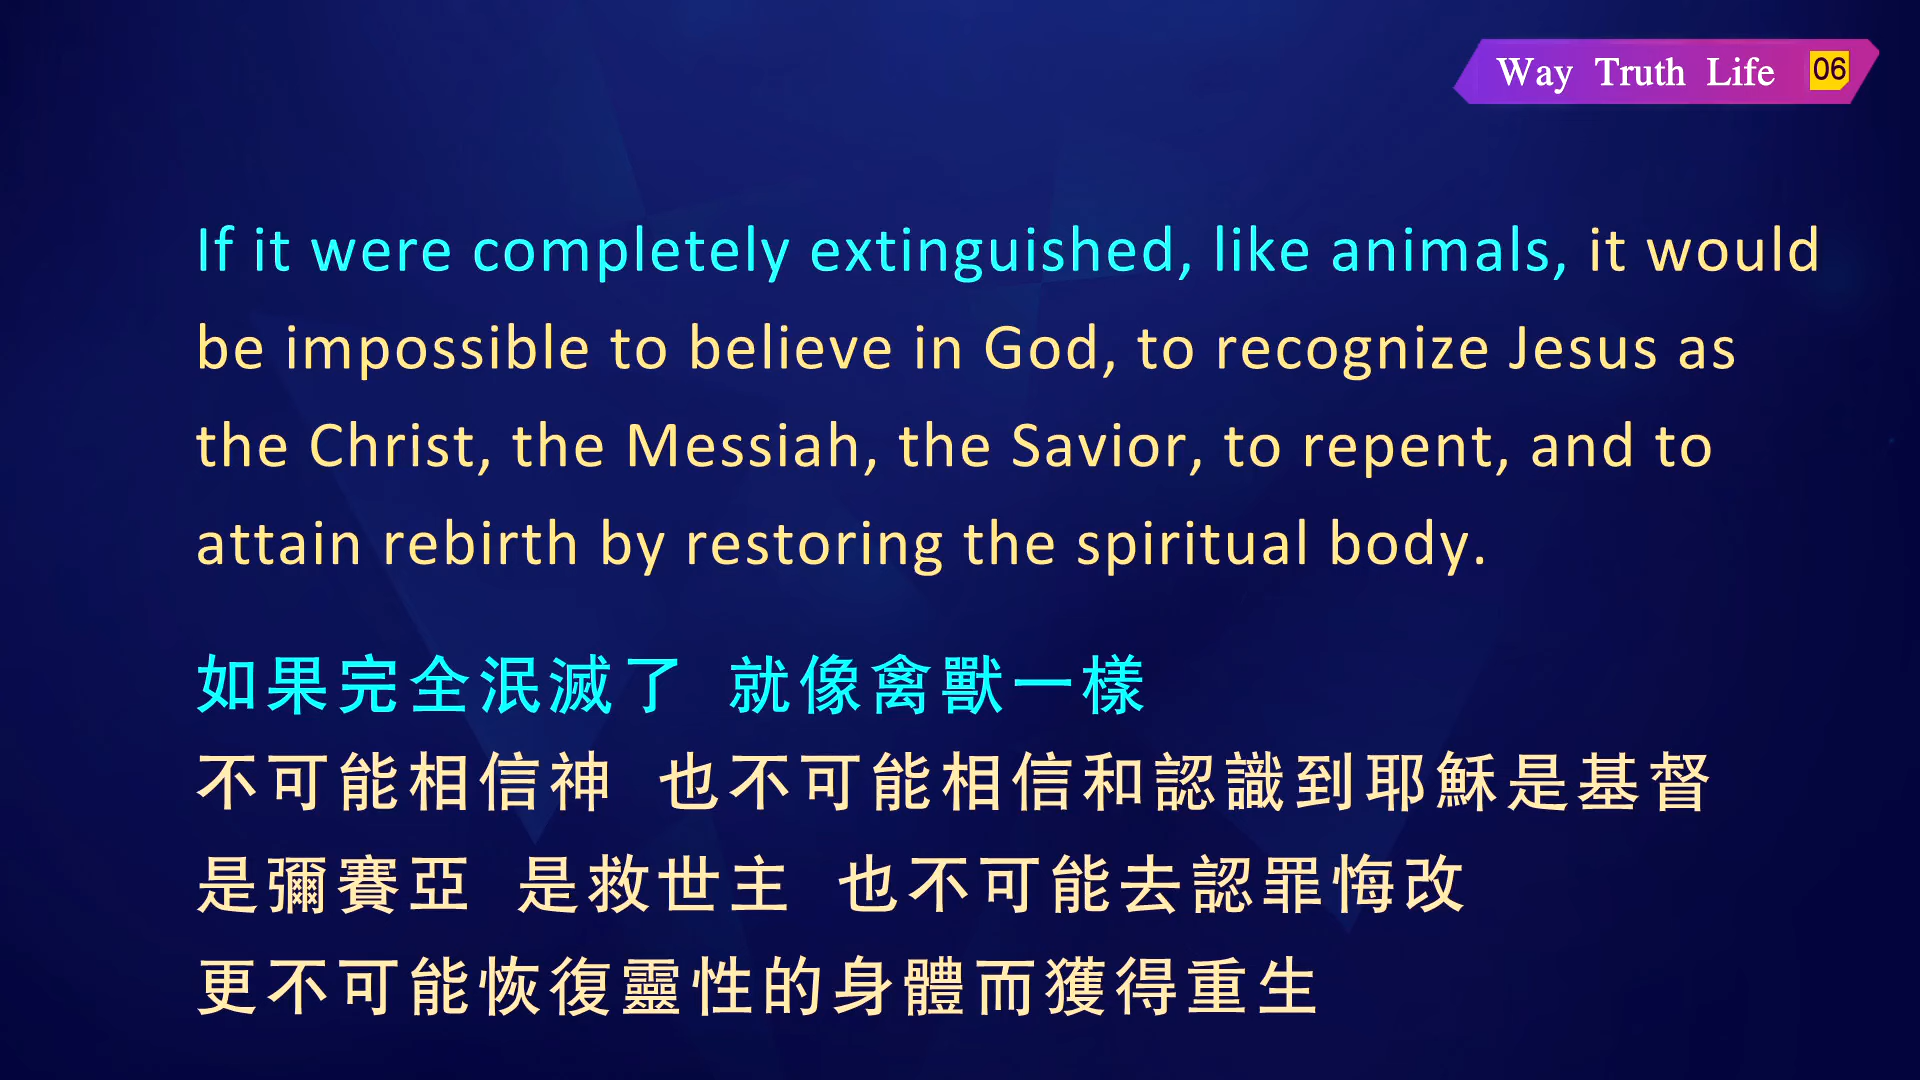 Way Truth Life 06
If it were completely extinguished, like animals, it would
be impossible to believe in God, to recognize Jesus as
the Christ, the Messiah, the Savior, to repent, and to
attain rebirth by restoring the spiritual body.
如果完全泯滅了 就像禽獸一樣
不可能相信神 也不可能相信和認識到耶穌是基督
是彌賽亞 是救世主 也不可能去認罪悔改
更不可能恢復靈性的身體而獲得重生